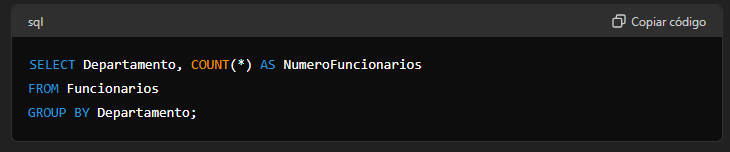 sql
Copiar código
SELECT Departamento, COUNT(*) AS NumeroFuncionarios
FROM Funcionarios
GROUP BY Departamento;